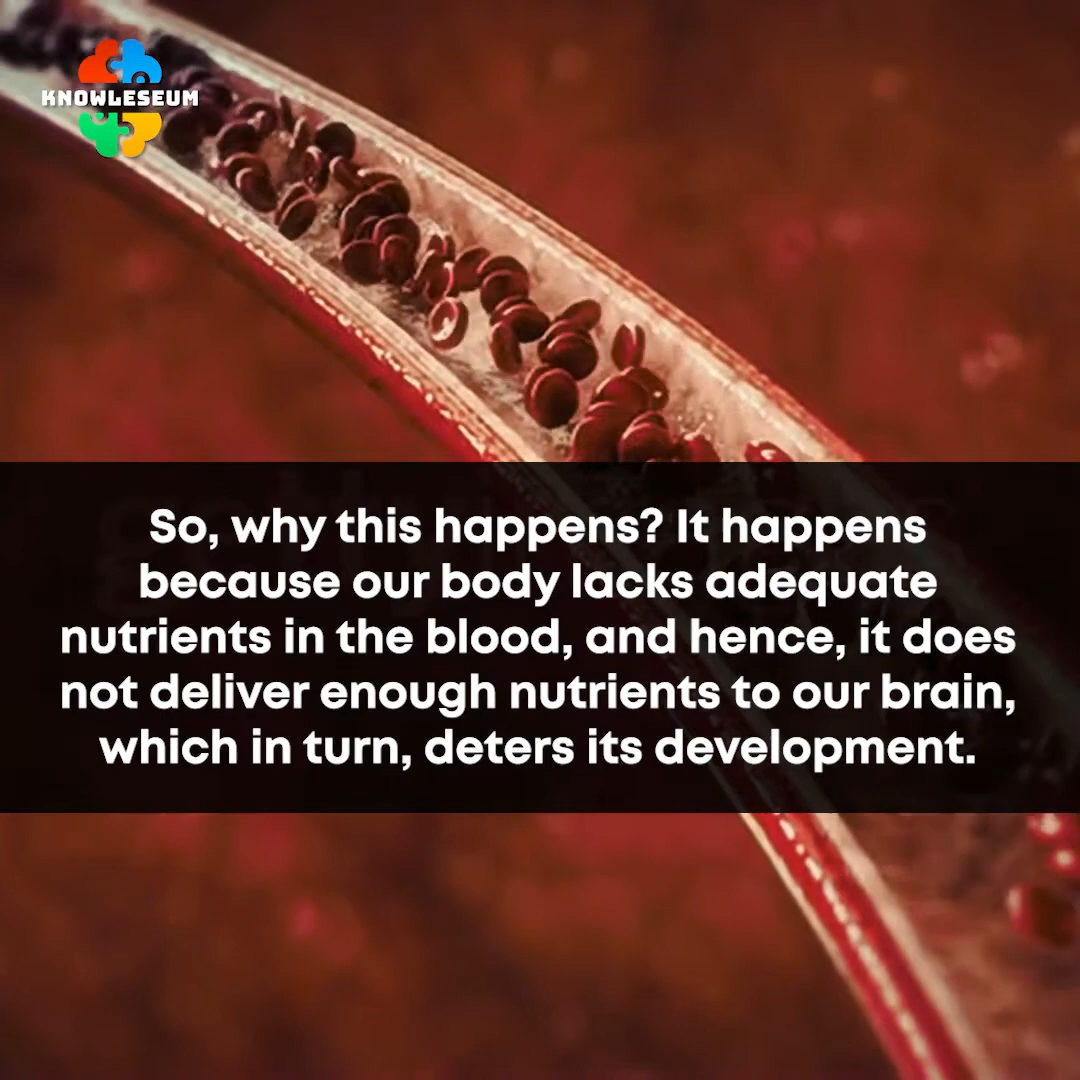 KNOWLESEUM
So, why this happens? It happens
because our body lacks adequate
nutrients in the blood, and hence, it does
not deliver enough nutrients to our brain,
which in turn, deters its development.